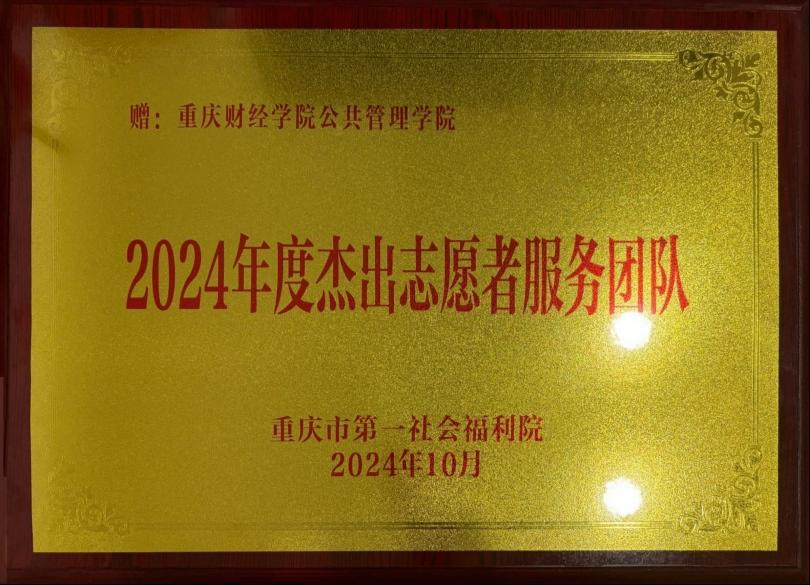 赠：重庆财经学院公共管理学院
2024年度杰出志愿者服务团队
重庆市第一社会福利院
2024年10月